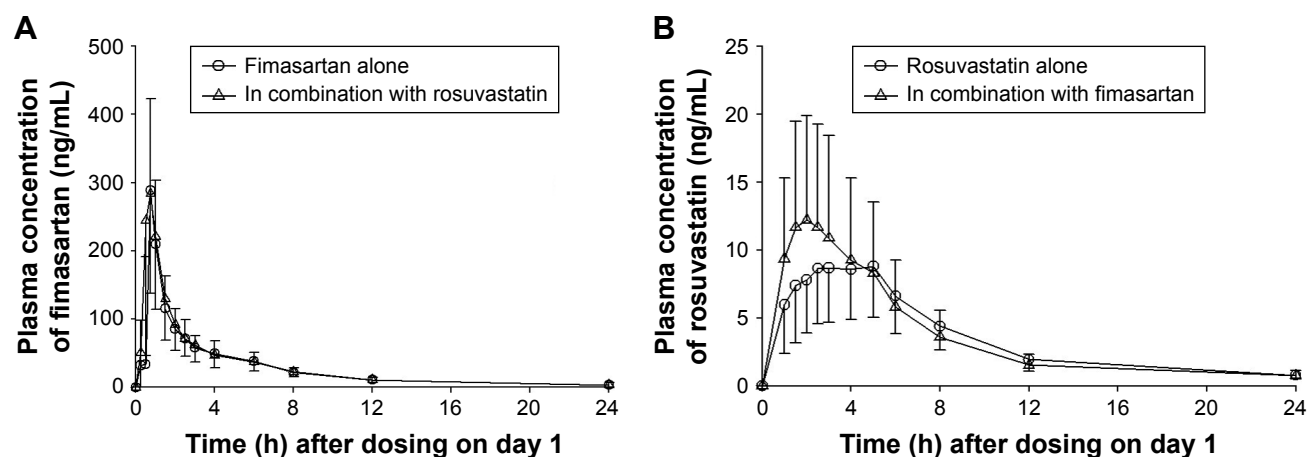 A
Plasma concentration
of fimasartan (ng/mL)
500
400
300
200
100
0
Fimasartan alone
In combination with rosuvastatin
0 4 8 12 16 20 24
Time (h) after dosing on day 1
B
Plasma concentration
of rosuvastatin (ng/mL)
25
20
15
10
5
0
Rosuvastatin alone
In combination with fimasartan
0 4 8 12 16 20 24
Time (h) after dosing on day 1